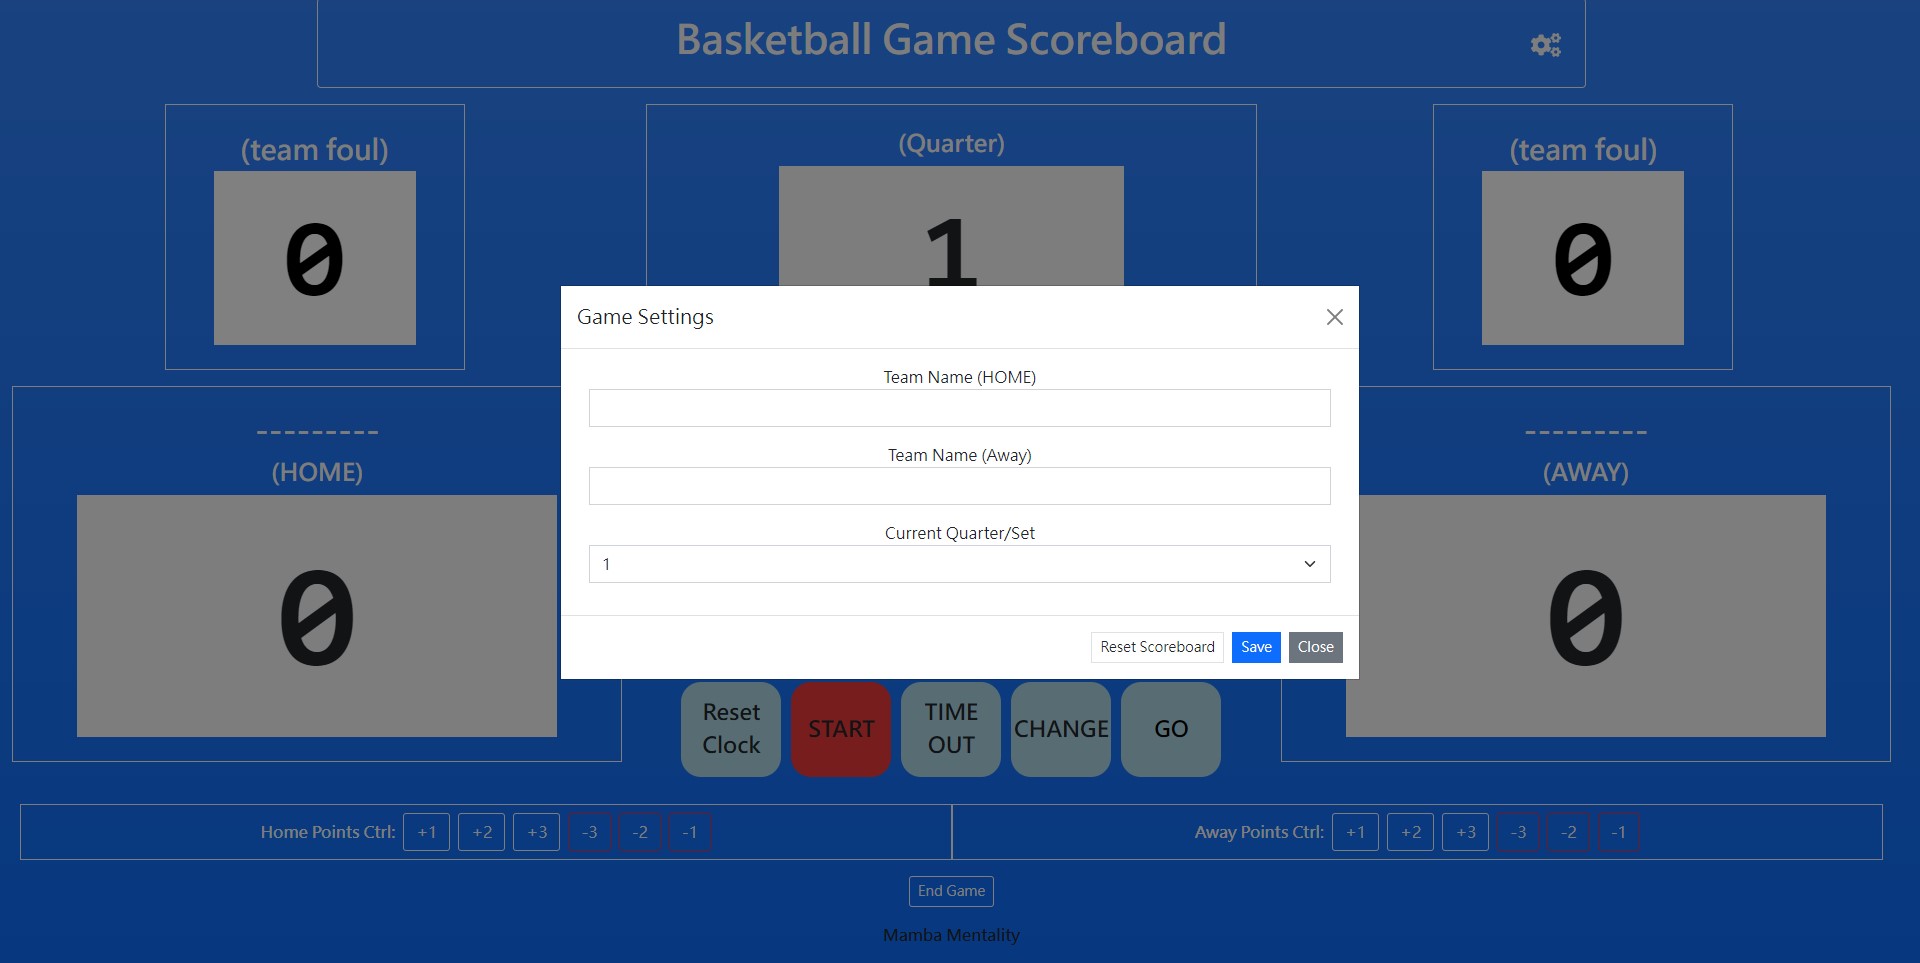 Basketball Game Scoreboard
(team foul)
0
(Quarter)
1
(team foul)
0
Game Settings
Team Name (HOME)
Team Name (Away)
Current Quarter/Set
1
Reset Scoreboard Save Close
---------
(HOME)
0
---------
(AWAY)
0
Reset
Clock
START
TIME
OUT
CHANGE
GO
Home Points Ctrl: +1 +2 +3 -3 -2 -1
Away Points Ctrl: +1 +2 +3 -3 -2 -1
End Game
Mamba Mentality